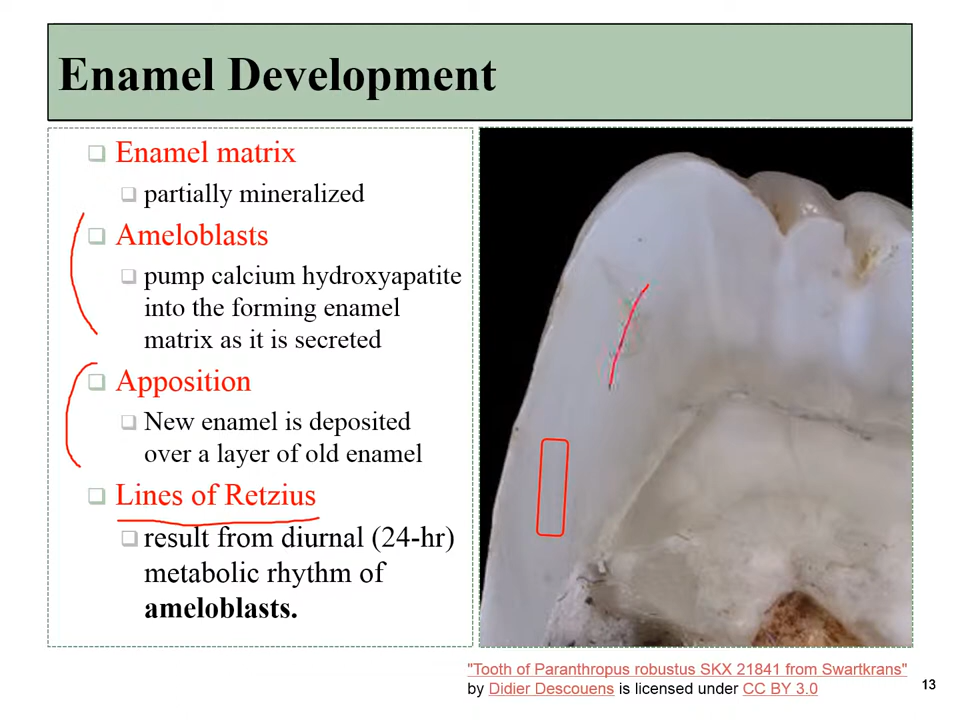 Enamel Development
Enamel matrix
partially mineralized
Ameloblasts
pump calcium hydroxyapatite
into the forming enamel
matrix as it is secreted
Apposition
New enamel is deposited
over a layer of old enamel
Lines of Retzius
result from diurnal (24-hr)
metabolic rhythm of
ameloblasts.
"Tooth of Paranthropus robustus SKX 21841 from Swartkrans"
by Didier Descouens is licensed under CC BY 3.0
13